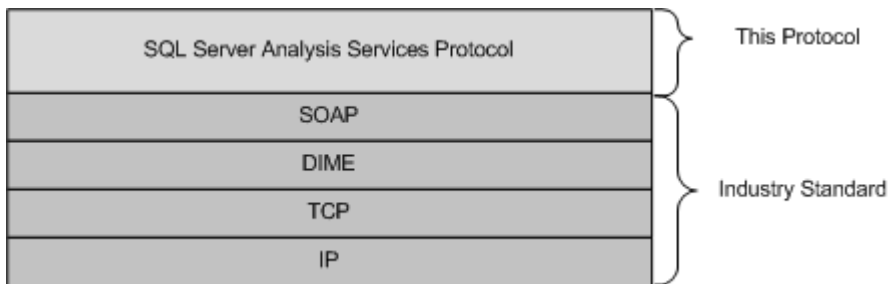 SQL Server Analysis Services Protocol
This Protocol
SOAP
DIME
TCP
IP
Industry Standard